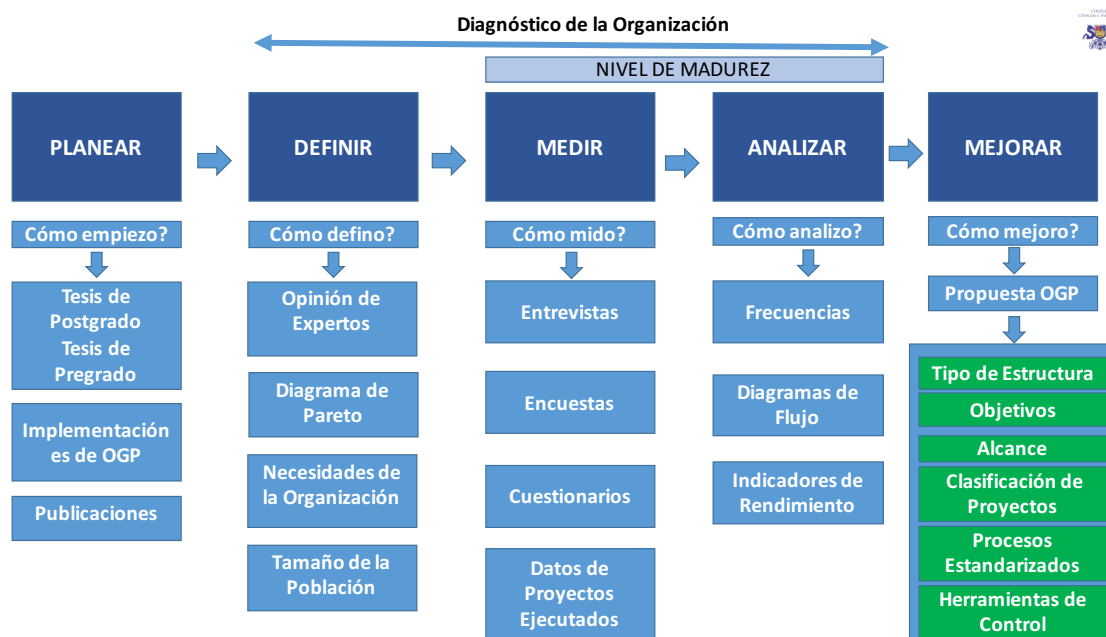 Diagnóstico de la Organización
NIVEL DE MADUREZ
PLANEAR
DEFINIR
MEDIR
ANALIZAR
MEJORAR
Cómo empiezo?
Cómo defino?
Cómo mido?
Cómo analizo?
Cómo mejoro?
Tesis de
Postgrado
Tesis de
Pregrado
Implementación
es de OGP
Publicaciones
Opinión de
Expertos
Diagrama de
Pareto
Necesidades de
la Organización
Tamaño de la
Población
Entrevistas
Encuestas
Cuestionarios
Datos de
Proyectos
Ejecutados
Frecuencias
Diagramas de
Flujo
Indicadores de
Rendimiento
Propuesta OGP
Tipo de Estructura
Objetivos
Alcance
Clasificación de
Proyectos
Procesos
Estandarizados
Herramientas de
Control